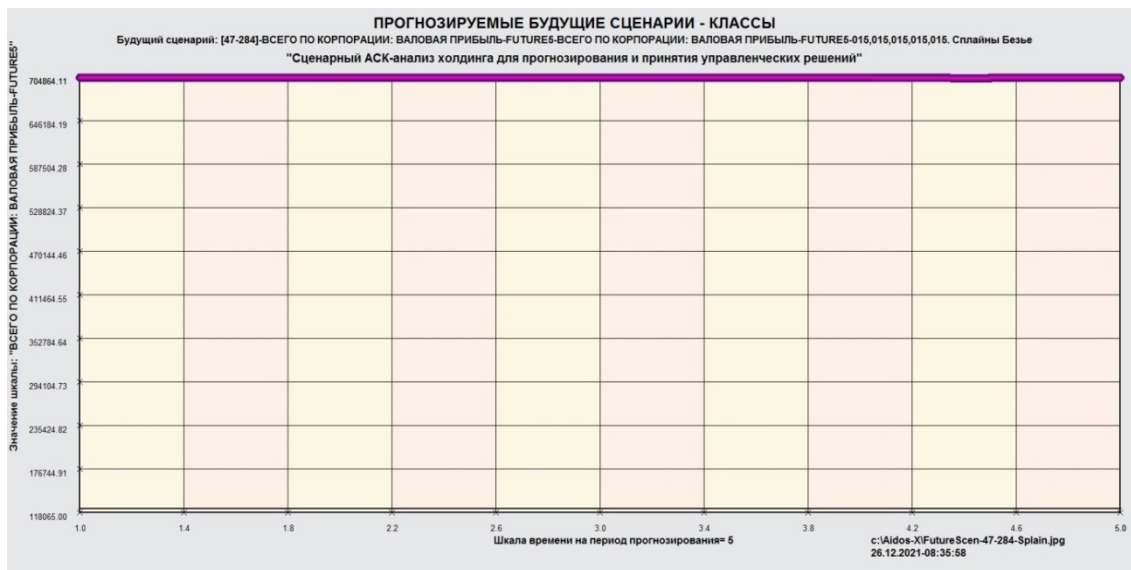 ПРОГНОЗИРУЕМЫЕ БУДУЩИЕ СЦЕНАРИИ - КЛАССЫ
Будущий сценарий: [47-284]-ВСЕГО ПО КОРПОРАЦИИ: ВАЛОВАЯ ПРИБЫЛЬ-FUTURE5-ВСЕГО ПО КОРПОРАЦИИ: ВАЛОВАЯ ПРИБЫЛЬ-FUTURE5-015,015,015,015,015. Сплайны Безье
"Сценарный АСК-анализ холдинга для прогнозирования и принятия управленческих решений"
Значение шкалы: "ВСЕГО ПО КОРПОРАЦИИ: ВАЛОВАЯ ПРИБЫЛЬ-FUTURE5"
704864.11
646184.19
587504.28
528824.37
470144.46
411464.55
352784.64
294104.73
235424.82
176744.91
118065.00
1.0 1.4 1.8 2.2 2.6 3.0 3.4 3.8 4.2 4.6 5.0
Шкала времени на период прогнозирования= 5
c:\Aidos-X\FutureScen-47-284-Splain.jpg
26.12.2021-08:35:58